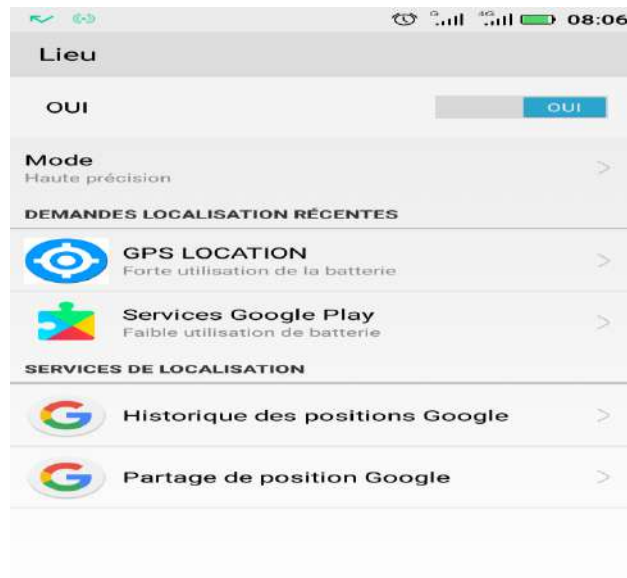 G 4G 08:06
Lieu
OUI OUI
Mode
Haute précision
DEMANDES LOCALISATION RÉCENTES
GPS LOCATION
Forte utilisation de la batterie
Services Google Play
Faible utilisation de batterie
SERVICES DE LOCALISATION
Historique des positions Google
Partage de position Google